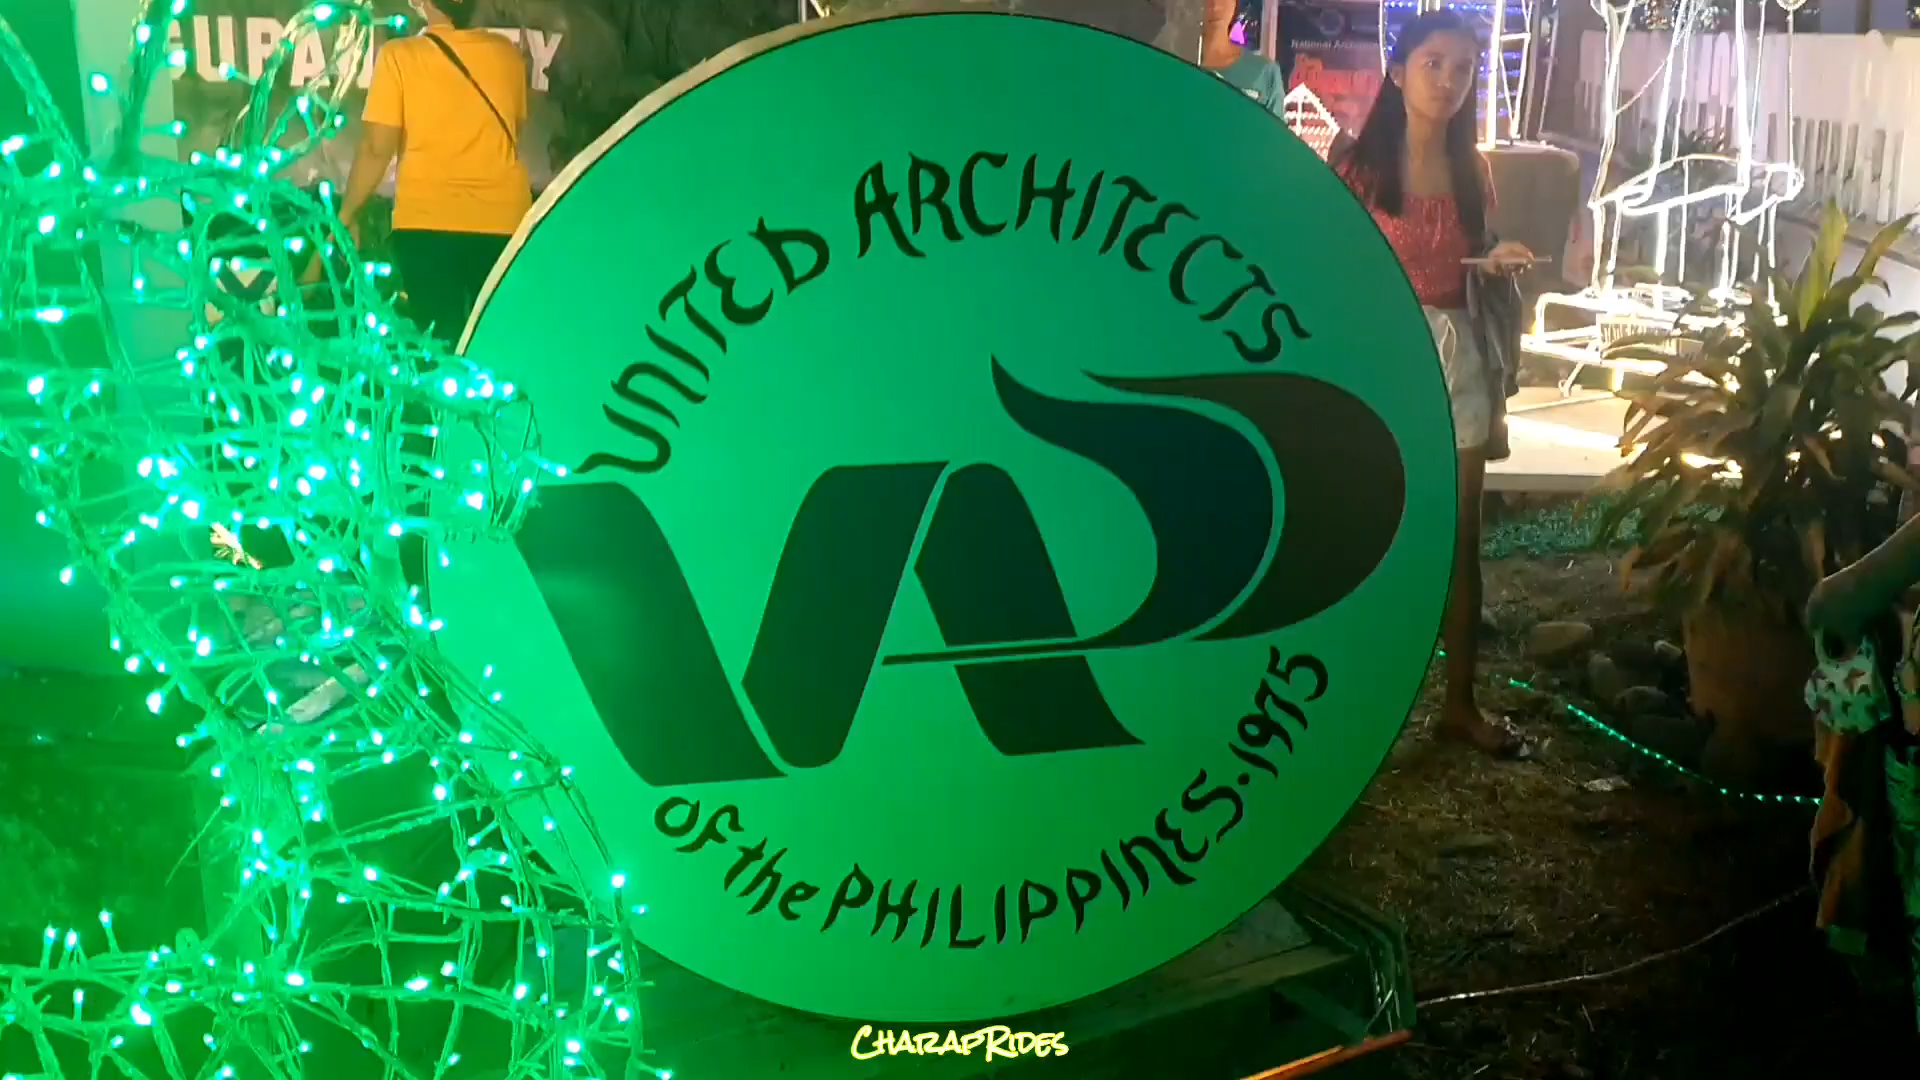 UNITED ARCHITECTS
UAP
of the PHILIPPINES · 1975
CHARAPRIDES